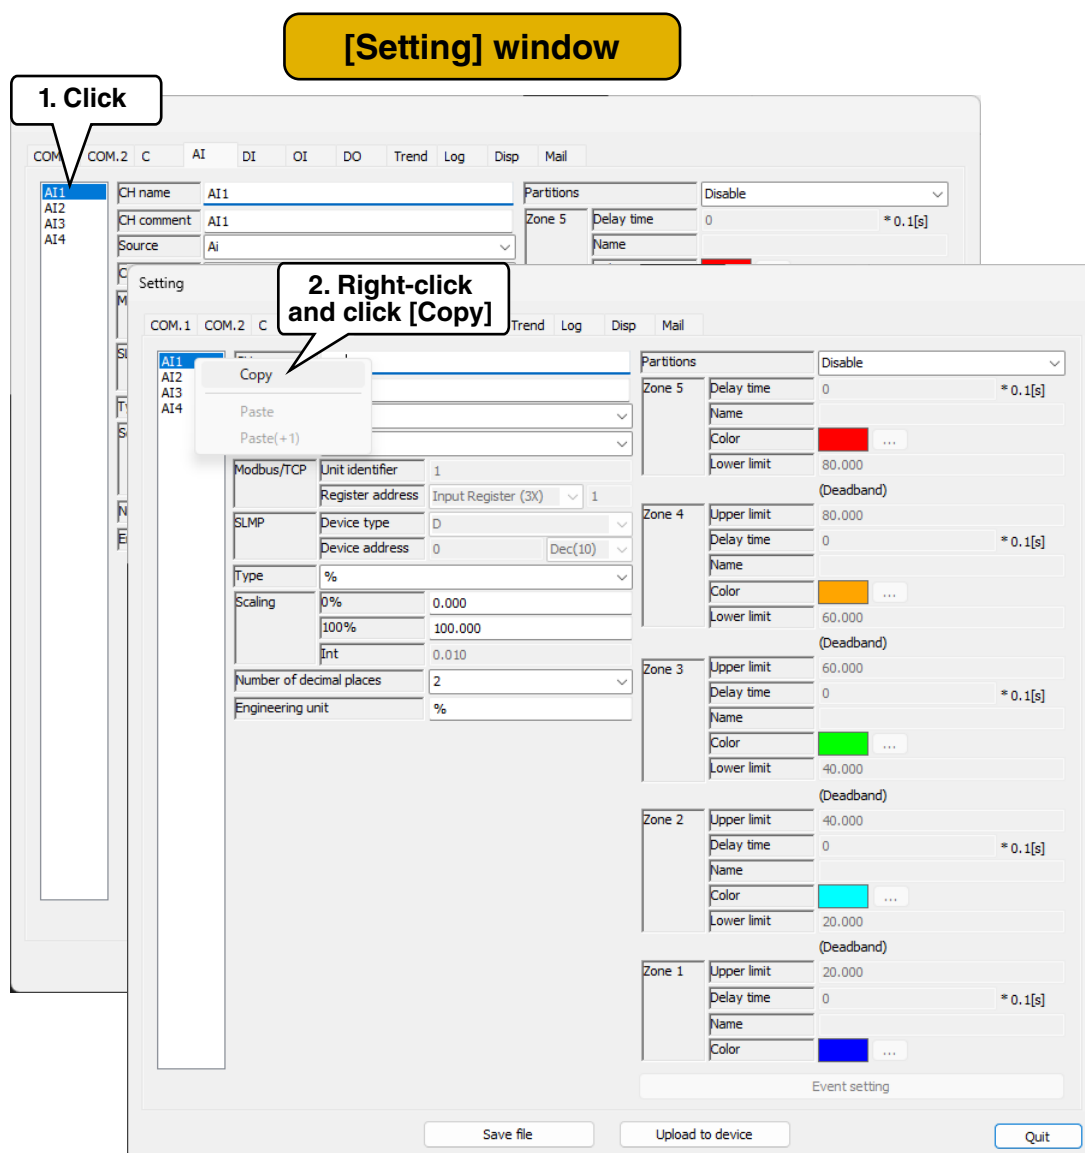 [Setting] window
1. Click
COM. COM.2 C AI DI OI DO Trend Log Disp Mail
AI1 CH name AI1 Partitions Disable
AI2
AI3 CH comment AI1 Zone 5 Delay time 0 * 0.1[s]
AI4 Source Ai Name
Setting
2. Right-click
and click [Copy]
COM.1 COM.2 C Trend Log Disp Mail
AI1 Partitions Disable
AI2 Copy
AI3 Zone 5 Delay time 0 * 0.1[s]
AI4 Paste Name
Paste(+1) Color ...
Modbus/TCP Unit identifier 1 Lower limit 80.000
Register address Input Register (3X) 1 (Deadband)
SLMP Device type D Zone 4 Upper limit 80.000
Device address 0 Dec(10) Delay time 0 * 0.1[s]
Name
Type %
Color ...
Scaling 0% 0.000 Lower limit 60.000
100% 100.000 (Deadband)
Int 0.010 Zone 3 Upper limit 60.000
Number of decimal places 2 Delay time 0 * 0.1[s]
Engineering unit % Name
Color ...
Lower limit 40.000
(Deadband)
Zone 2 Upper limit 40.000
Delay time 0 * 0.1[s]
Name
Color ...
Lower limit 20.000
(Deadband)
Zone 1 Upper limit 20.000
Delay time 0 * 0.1[s]
Name
Color ...
Event setting
Save file Upload to device Quit